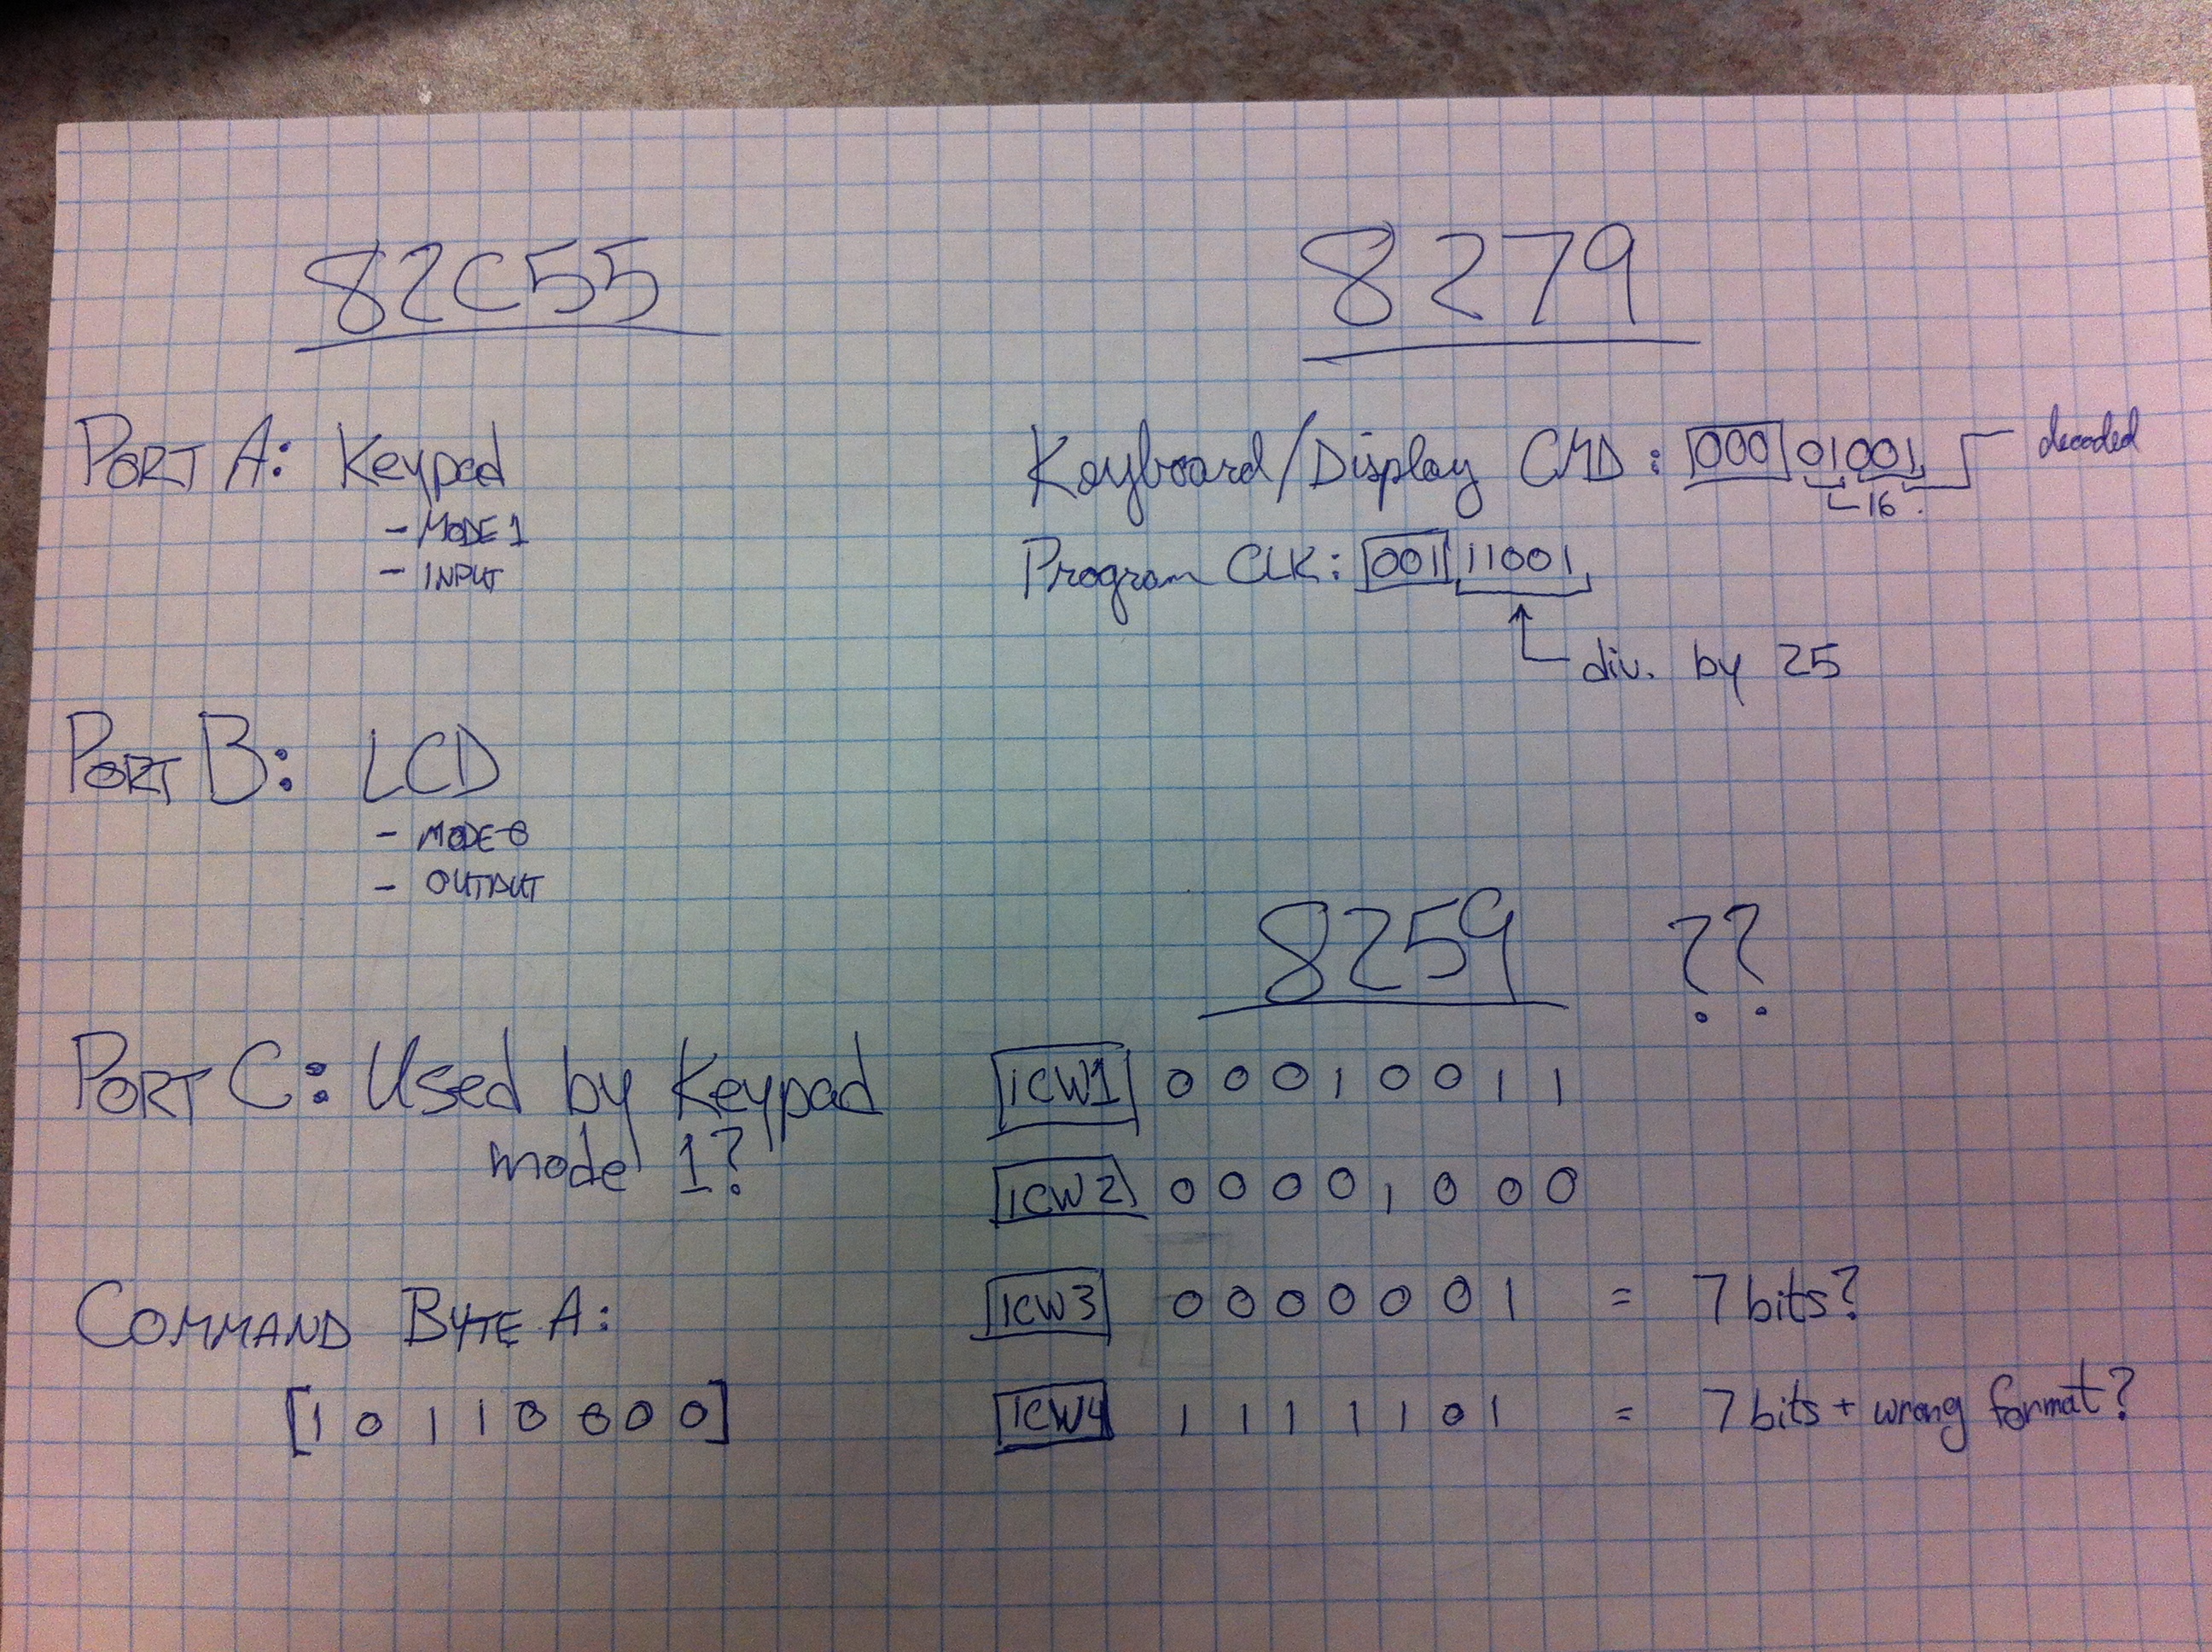 82C55
PORT A: Keypad
- MODE 1
- INPUT
PORT B: LCD
- MODE 0
- OUTPUT
PORT C: Used by Keypad
mode 1?
COMMAND BYTE A:
[1 0 1 1 0 0 0 0]
8279
Keyboard/Display CMD: 000 01001
decoded
16
Program CLK: 001 11001
div. by 25
8259 ??
ICW1 0 0 0 1 0 0 1 1
ICW2 0 0 0 0 1 0 0 0
ICW3 0 0 0 0 0 0 1 = 7 bits?
ICW4 1 1 1 1 1 0 1 = 7 bits + wrong format?